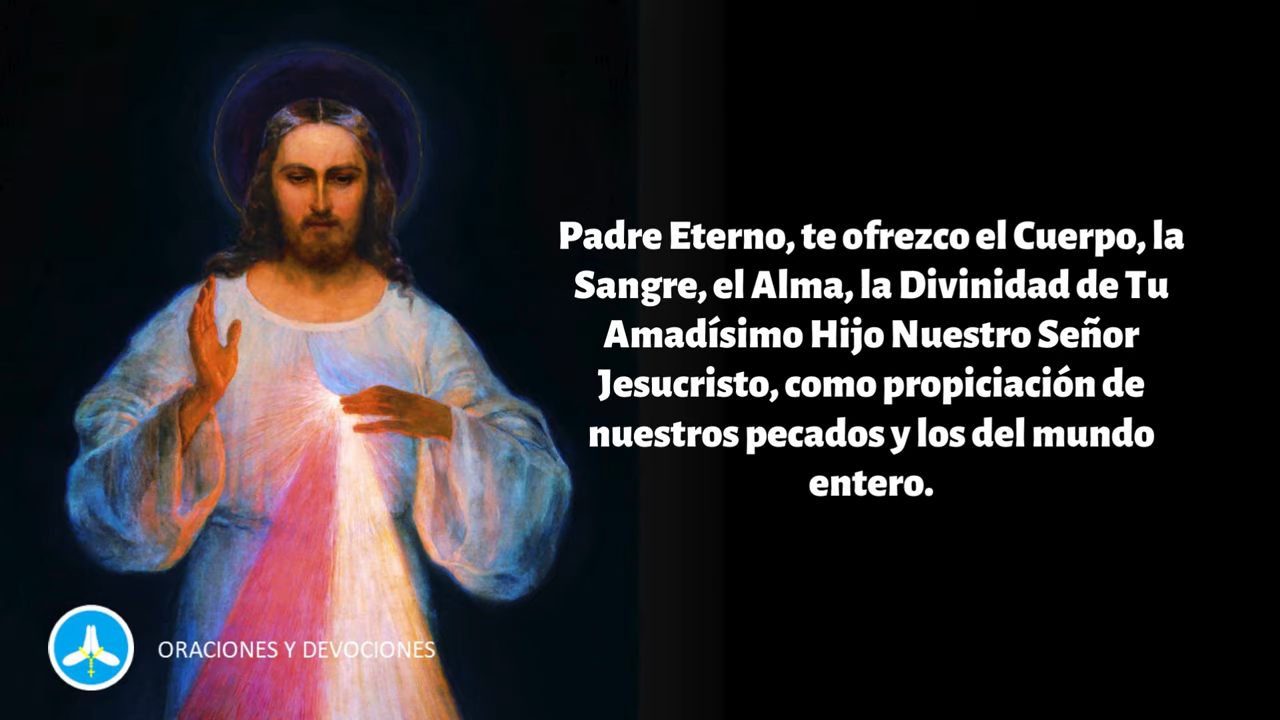 Padre Eterno, te ofrezco el Cuerpo, la
Sangre, el Alma, la Divinidad de Tu
Amadísimo Hijo Nuestro Señor
Jesucristo, como propiciación de
nuestros pecados y los del mundo
entero.
ORACIONES Y DEVOCIONES